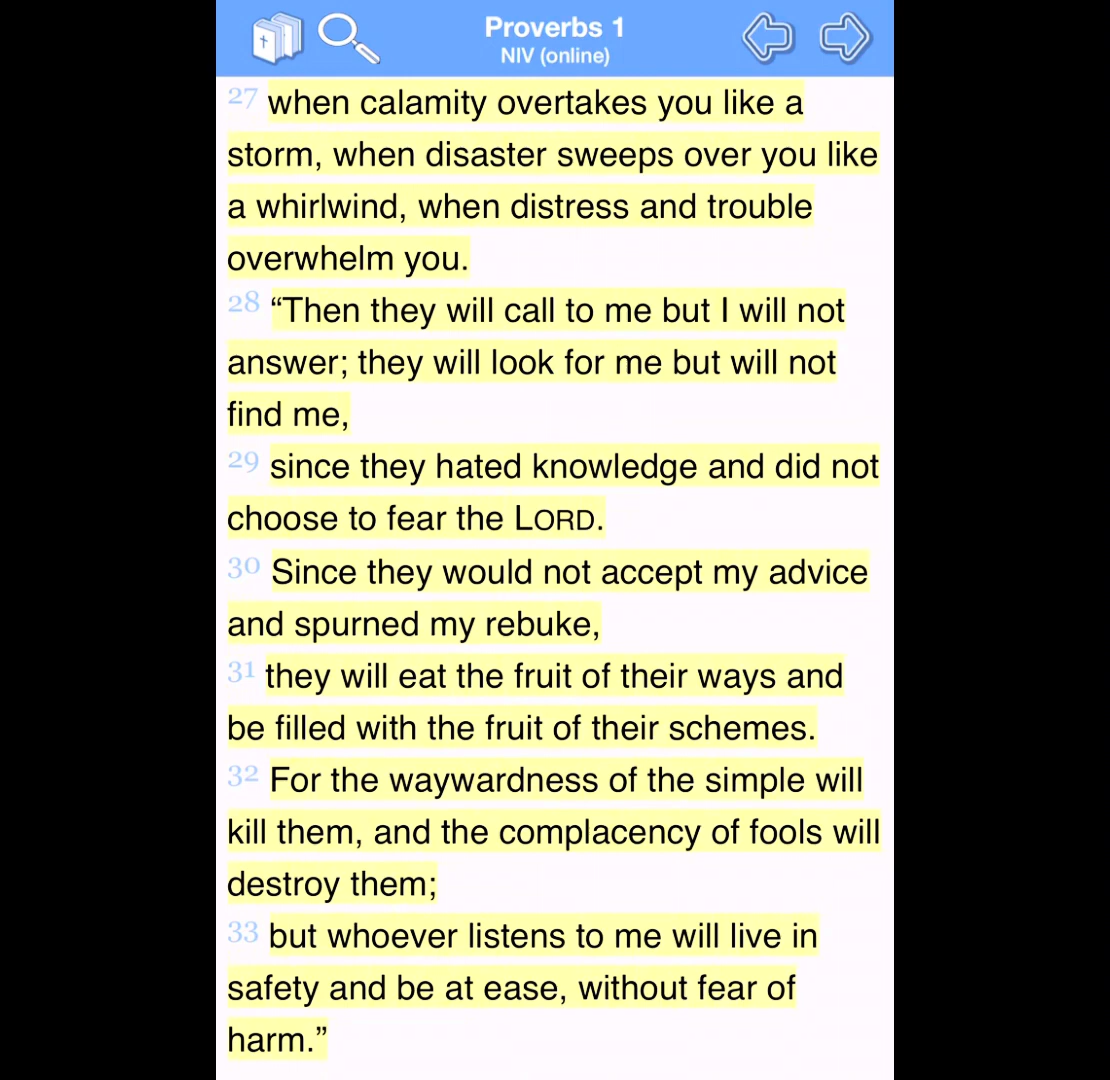 Proverbs 1
NIV (online)
27 when calamity overtakes you like a
storm, when disaster sweeps over you like
a whirlwind, when distress and trouble
overwhelm you.
28 “Then they will call to me but I will not
answer; they will look for me but will not
find me,
29 since they hated knowledge and did not
choose to fear the LORD.
30 Since they would not accept my advice
and spurned my rebuke,
31 they will eat the fruit of their ways and
be filled with the fruit of their schemes.
32 For the waywardness of the simple will
kill them, and the complacency of fools will
destroy them;
33 but whoever listens to me will live in
safety and be at ease, without fear of
harm.”